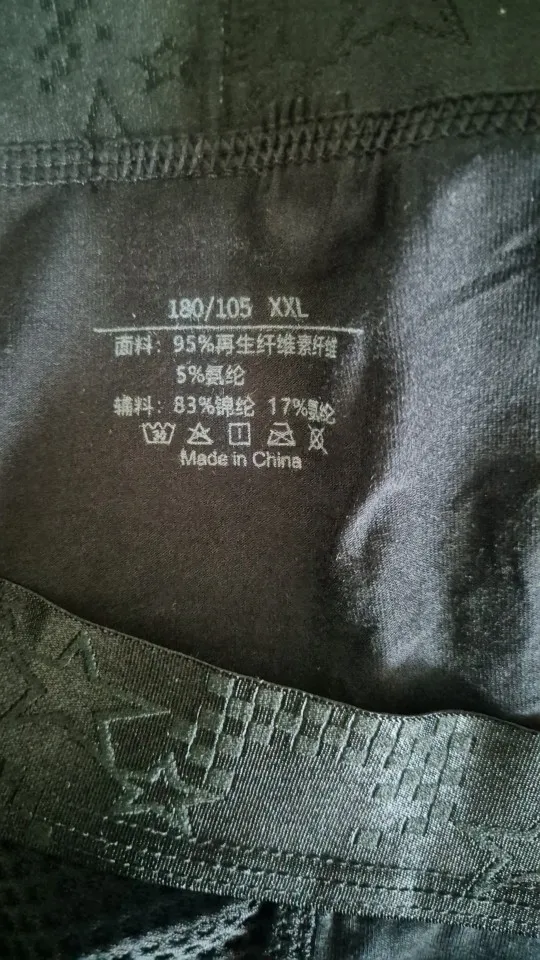 180/105 XXL
面料: 95%再生纤维素纤维
5%氨纶
辅料: 83%锦纶 17%氨纶
30
Made in China